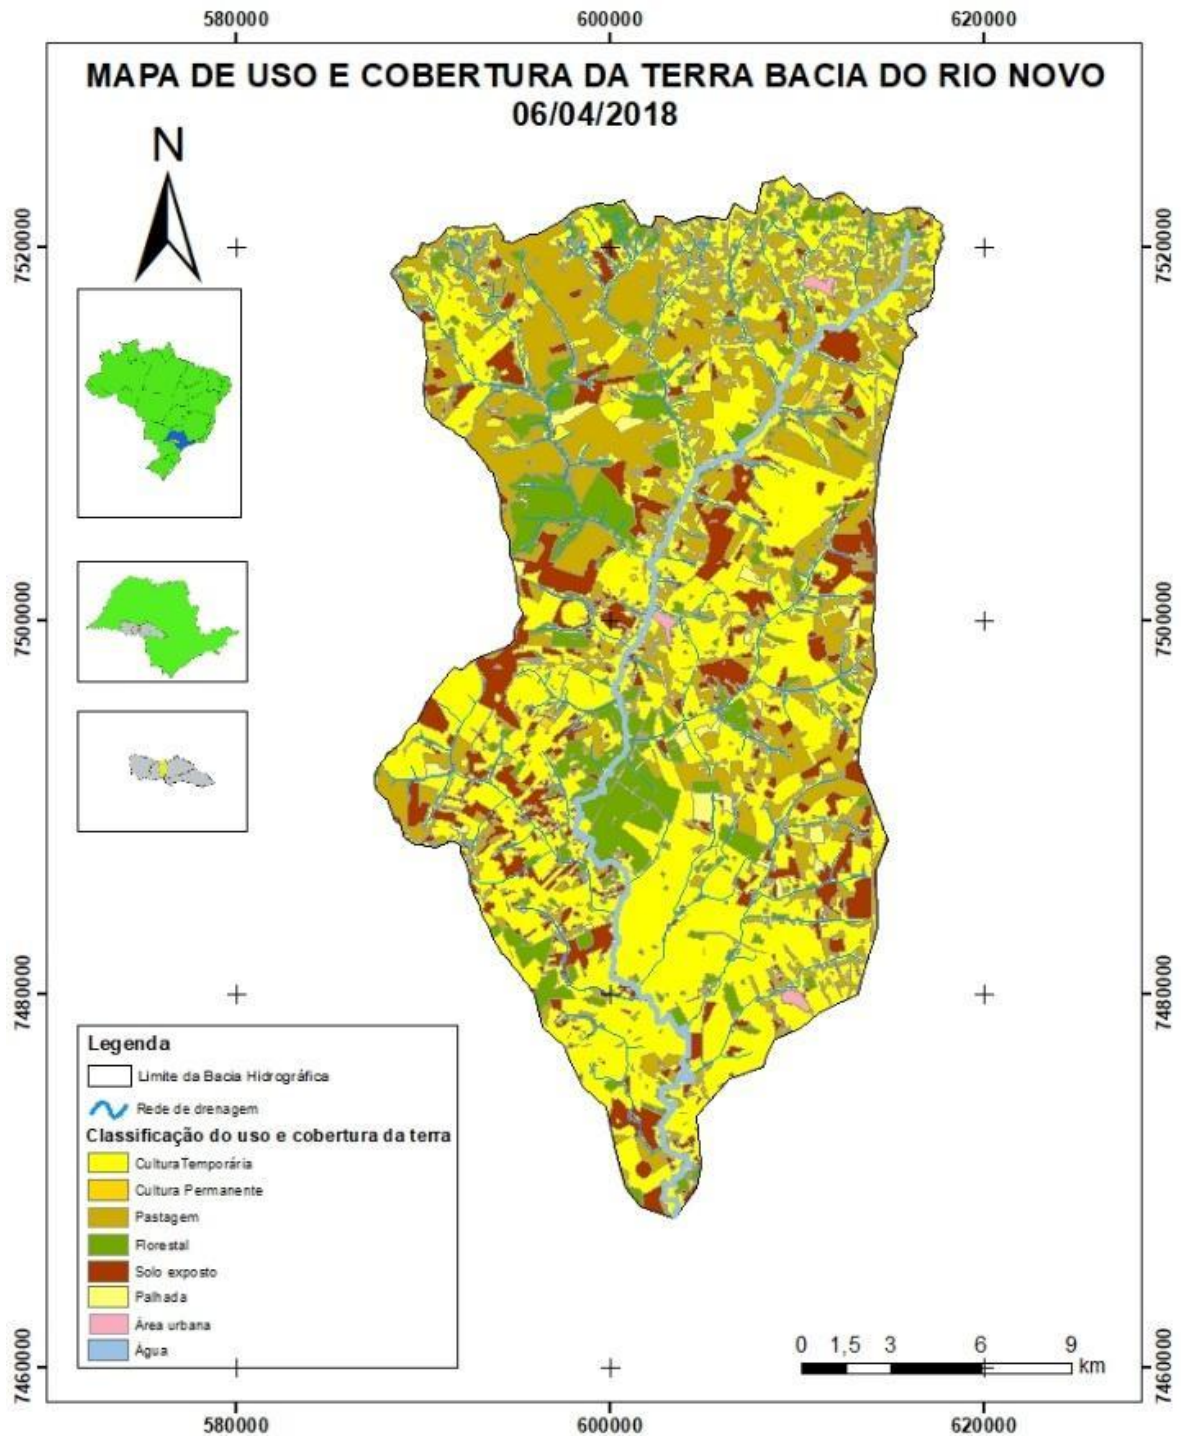 580000 600000 620000
MAPA DE USO E COBERTURA DA TERRA BACIA DO RIO NOVO
06/04/2018
N
7520000 7520000
7500000 7500000
7480000 7480000
Legenda
Limite da Bacia Hidrográfica
Rede de drenagem
Classificação do uso e cobertura da terra
CulturaTemporária
Cultura Permanente
Pastagem
Florestal
Solo exposto
Palhada
Área urbana
Água
0 1,5 3 6 9
km
7460000 7460000
580000 600000 620000